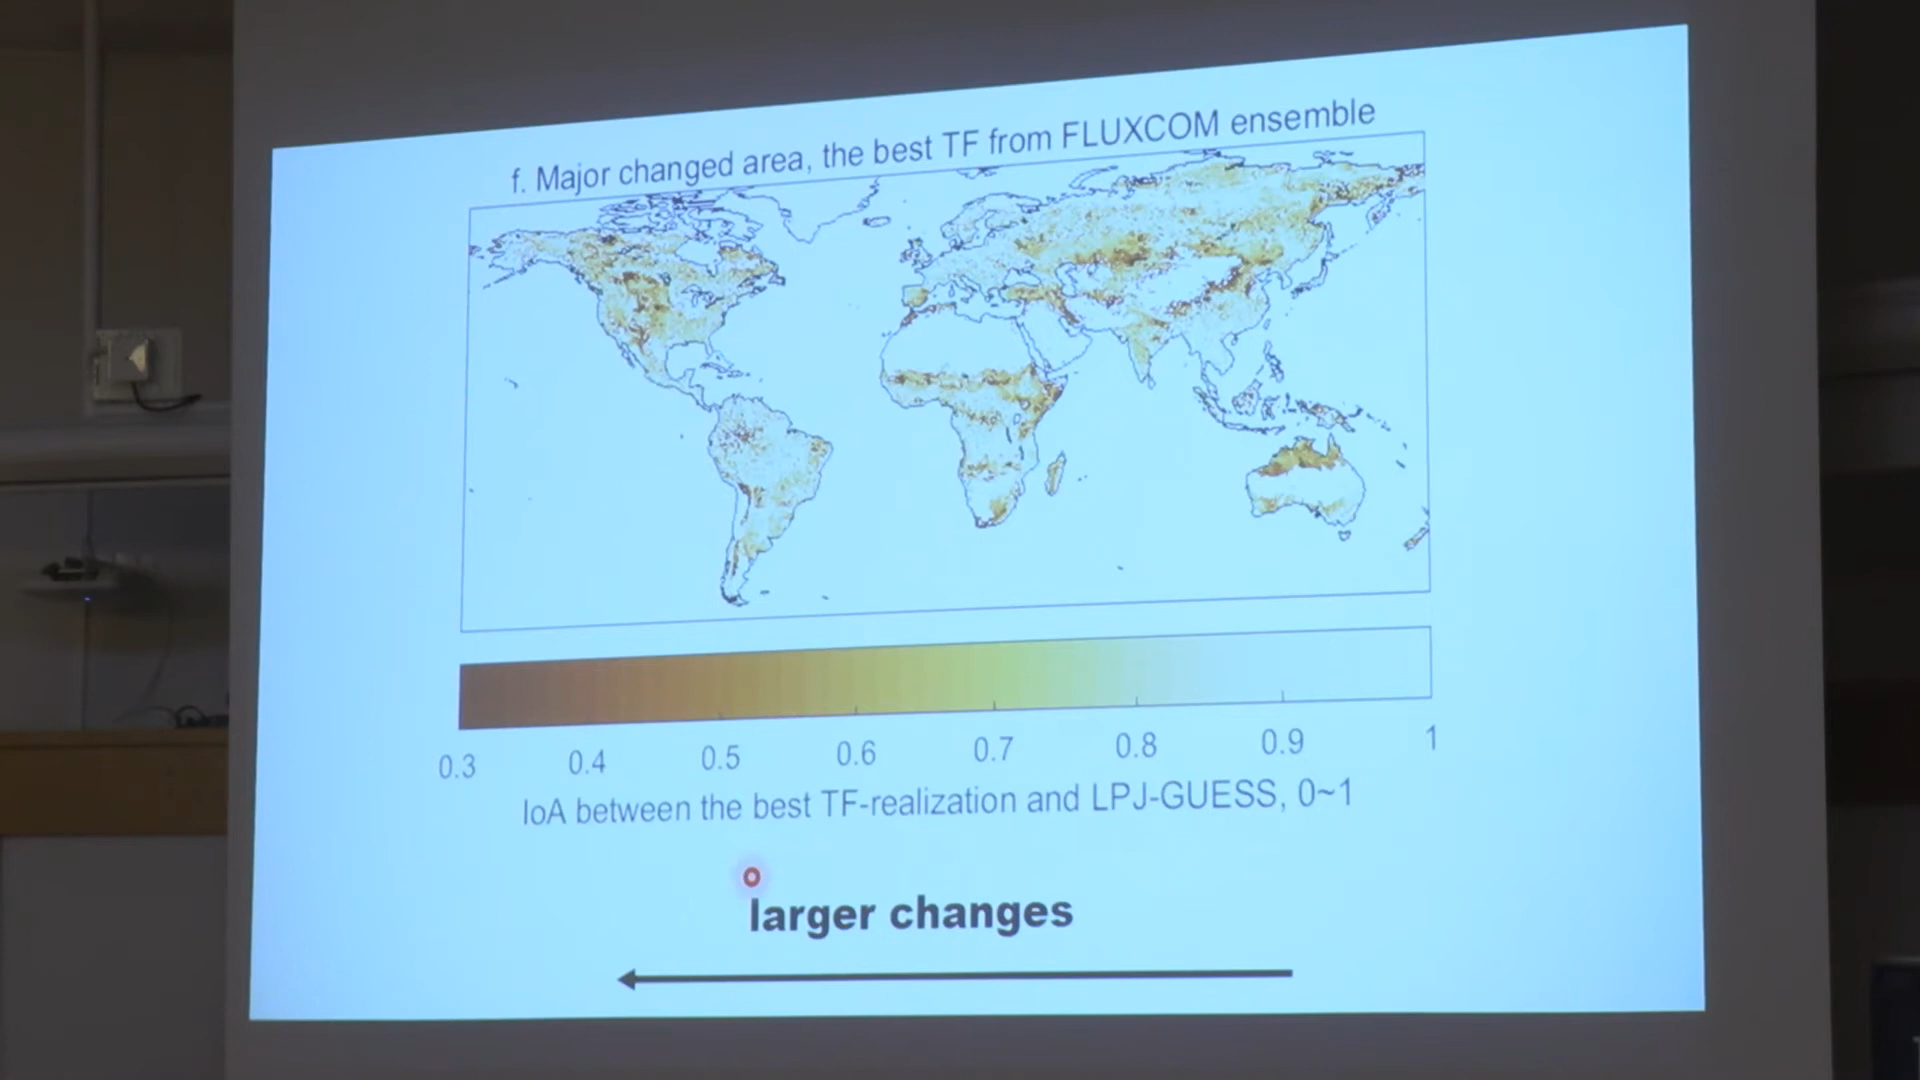 f. Major changed area, the best TF from FLUXCOM ensemble
0.3 0.4 0.5 0.6 0.7 0.8 0.9 1
IoA between the best TF-realization and LPJ-GUESS, 0~1
larger changes